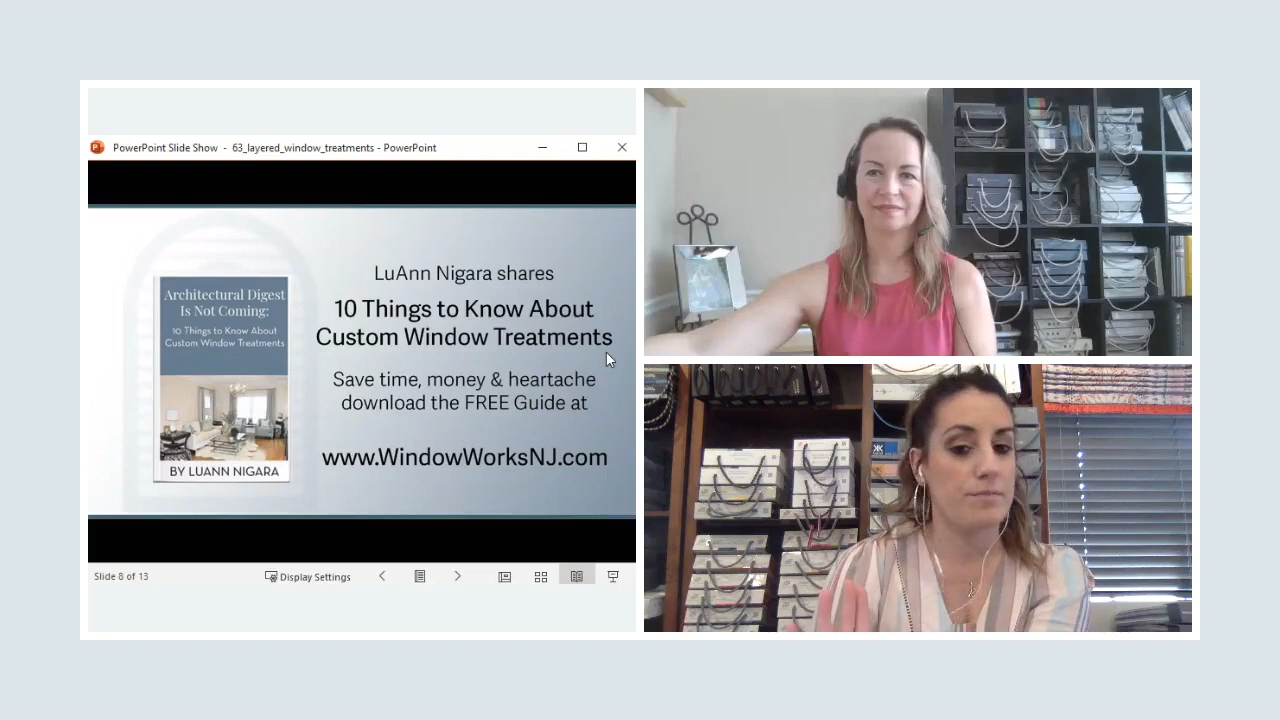 PowerPoint Slide Show - 63_layered_window_treatments - PowerPoint
Architectural Digest
Is Not Coming:
10 Things to Know About
Custom Window Treatments
BY LUANN NIGARA
LuAnn Nigara shares
10 Things to Know About
Custom Window Treatments
Save time, money & heartache
download the FREE Guide at
www.WindowWorksNJ.com
Slide 8 of 13
Display Settings